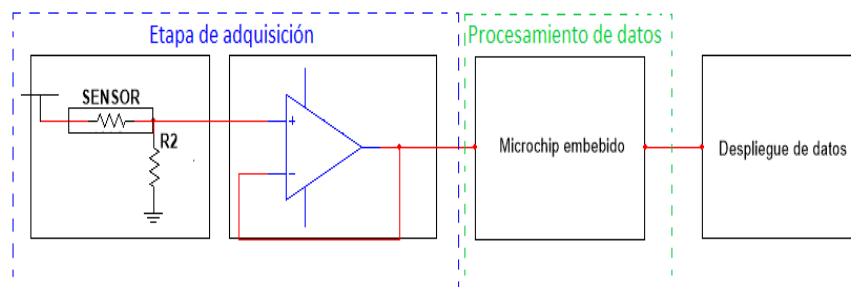 Etapa de adquisición
Procesamiento de datos
SENSOR
R2
+
−
Microchip embebido
Despliegue de datos